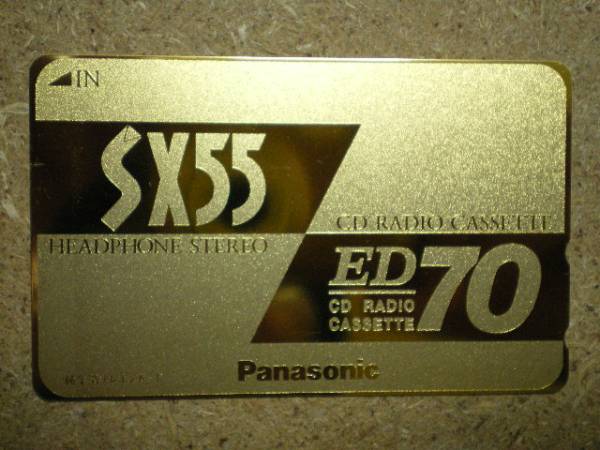 IN
SX55
CD RADIO CASSETTE
HEADPHONE STEREO
ED70
CD RADIO
CASSETTE
Panasonic